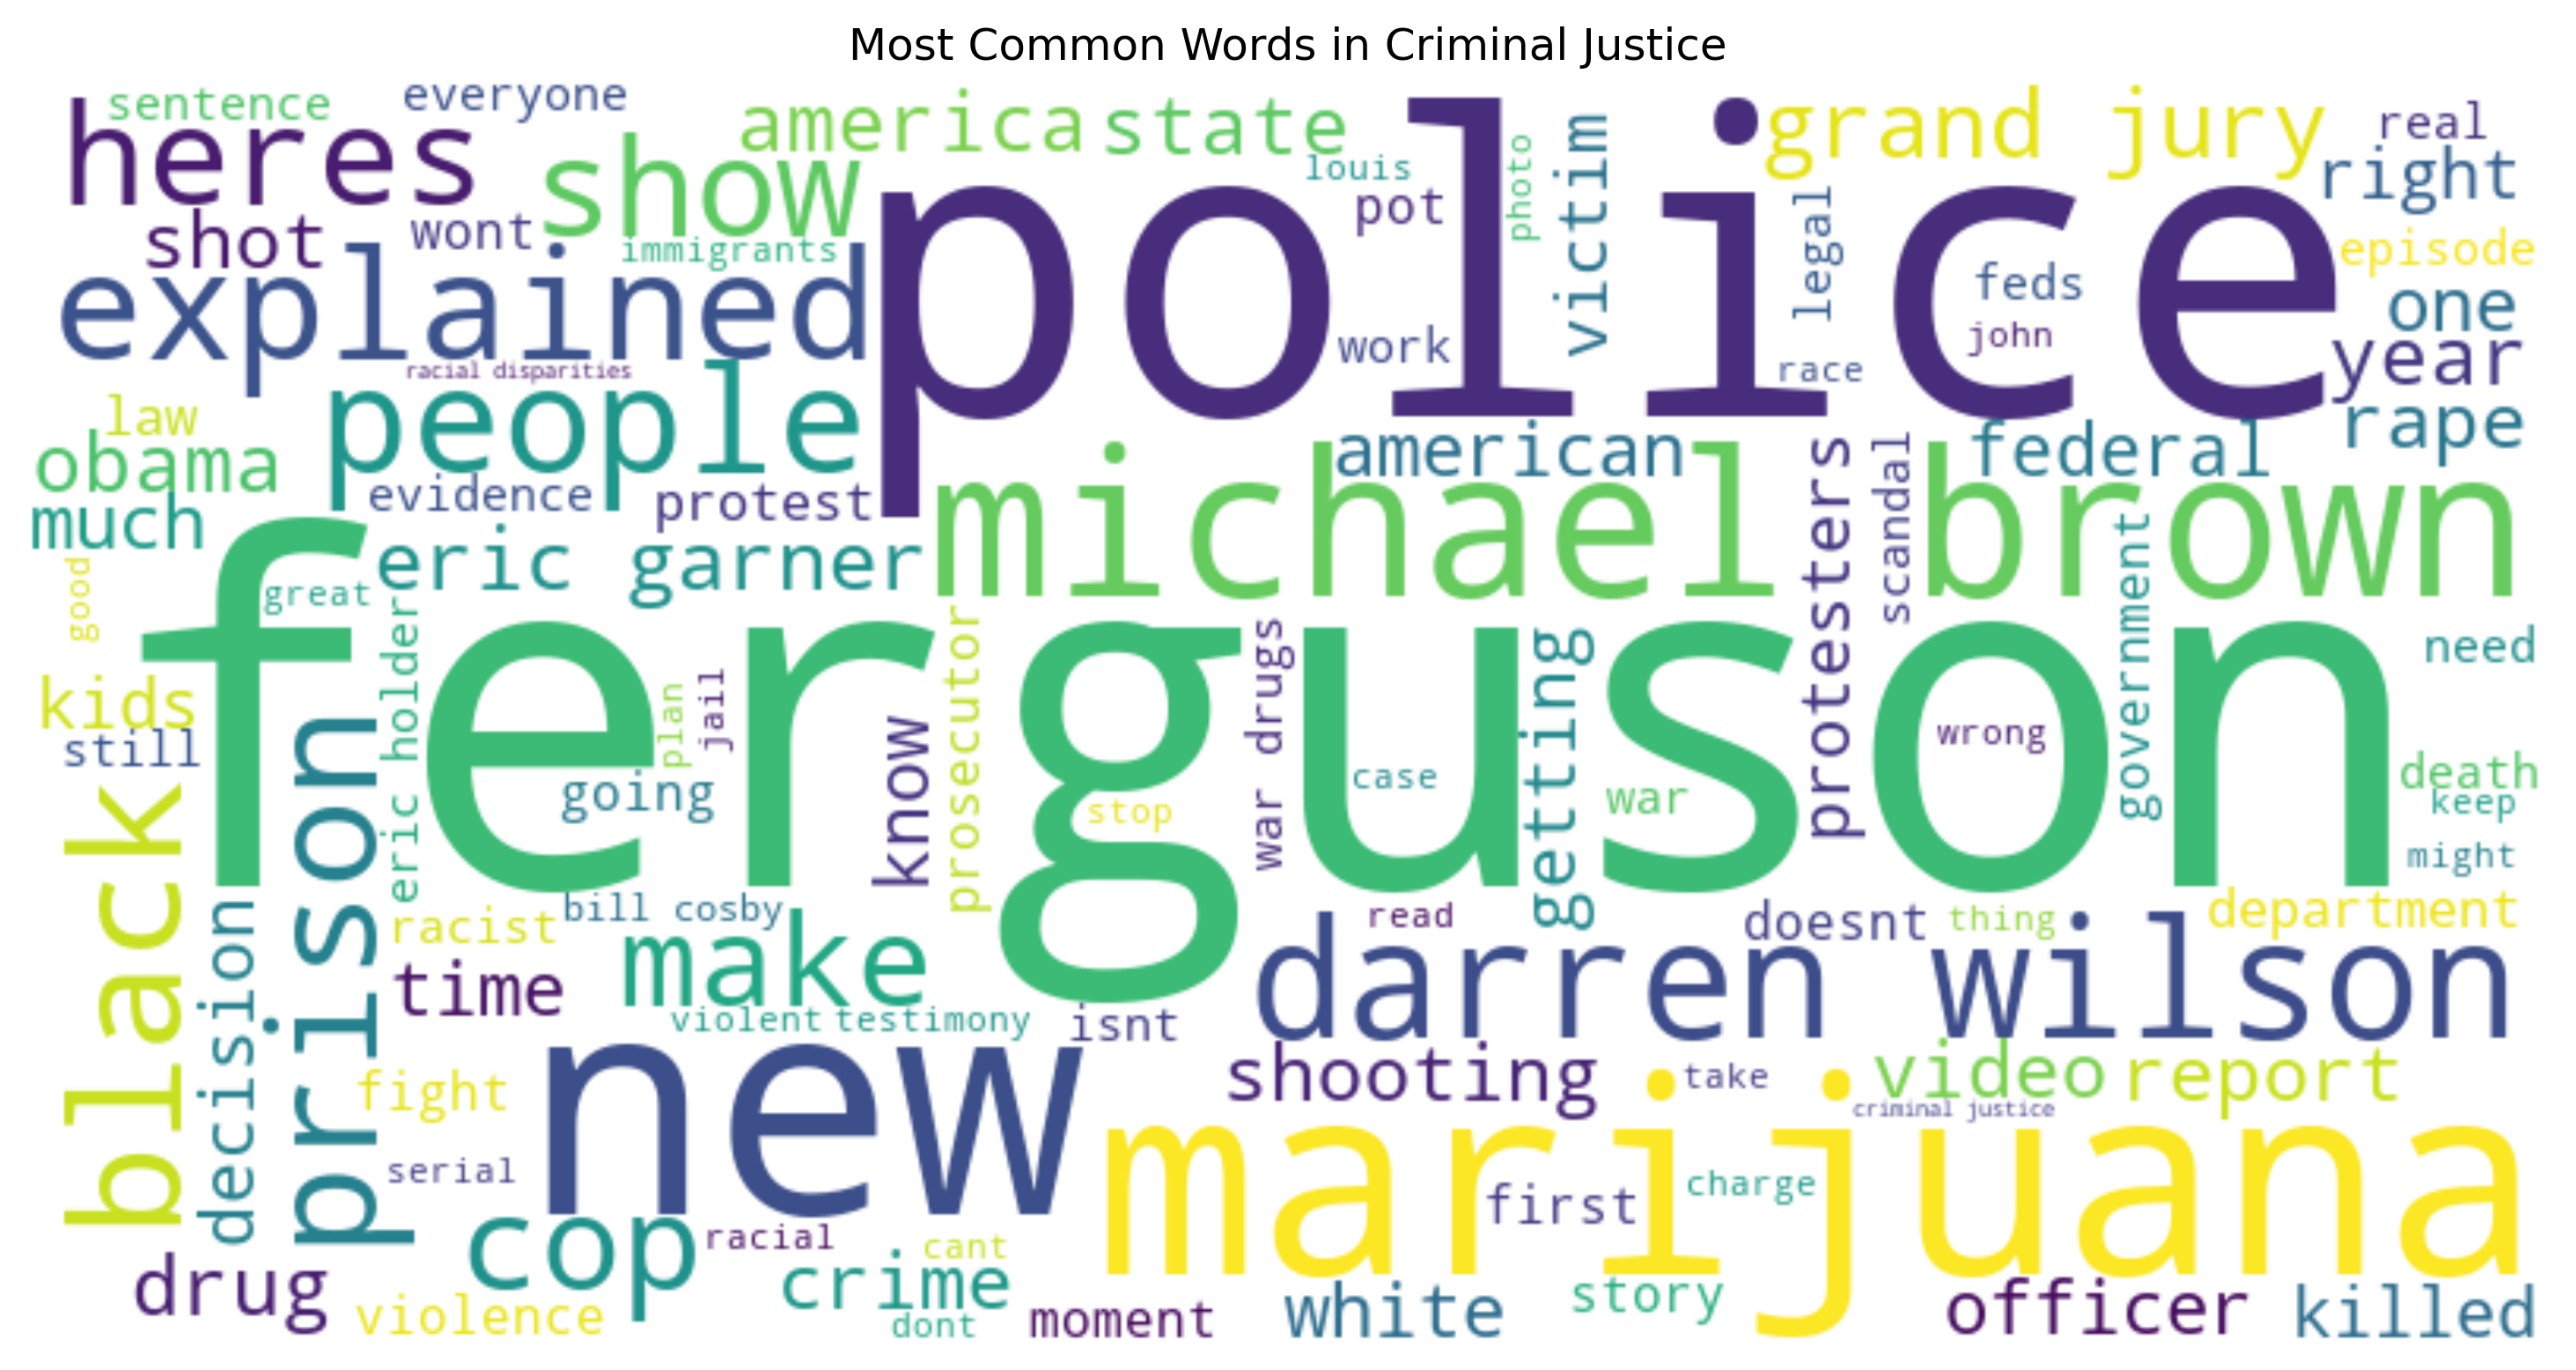 Most Common Words in Criminal Justice
sentence
everyone
heres
show
america
state
police
grand jury
real
right
louis
pot
photo
victim
legal
shot
wont
immigrants
explained
feds
john
episode
one
year
work
race
racial disparities
people
law
obama
much
evidence
protest
american
federal
rape
michael brown
protesters
scandal
government
eric garner
good
great
ferguson
eric holder
kids
still
plan
jail
going
know
prosecutor
stop
war drugs
case
getting
war
wrong
need
death
keep
might
black
decision
prison
racist
bill cosby
read
doesnt
thing
department
time
make
darren wilson
violent
testimony
isnt
fight
new
shooting
take
video
report
criminal justice
marijuana
serial
first
charge
cop
racial
cant
drug
violence
crime
dont
moment
white
story
officer
killed